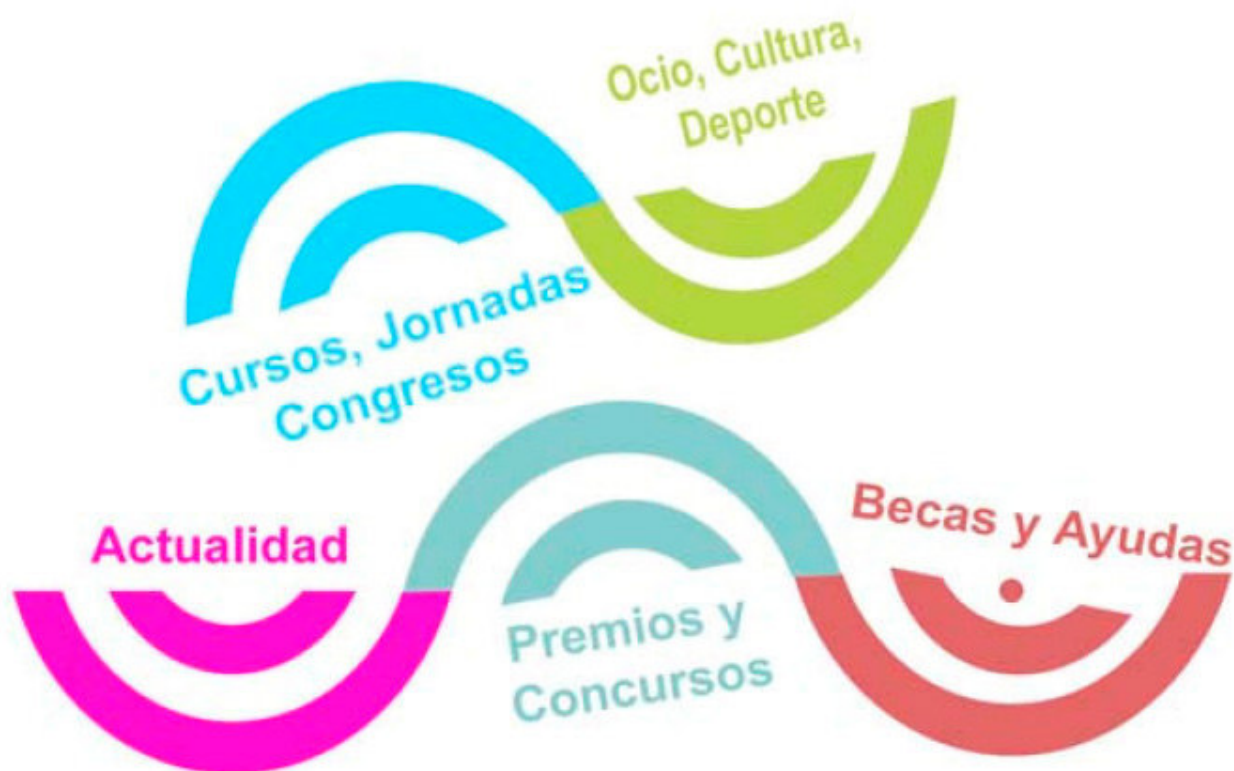 Ocio, Cultura,
Deporte
Cursos, Jornadas
Congresos
Actualidad
Premios y
Concursos
Becas y Ayudas